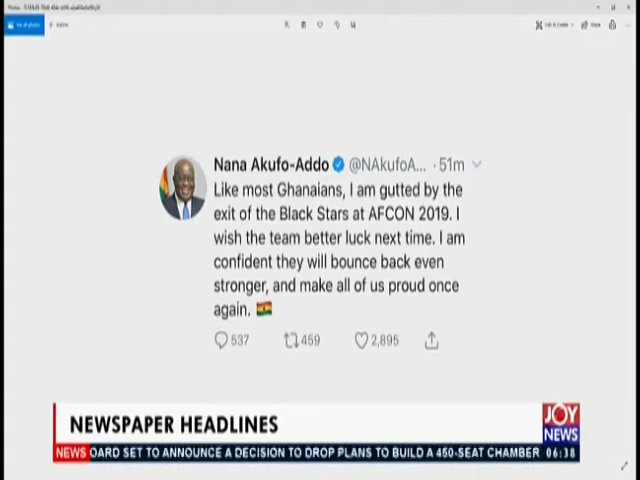 Nana Akufo-Addo @NAkufoA... · 51m
Like most Ghanaians, I am gutted by the
exit of the Black Stars at AFCON 2019. I
wish the team better luck next time. I am
confident they will bounce back even
stronger, and make all of us proud once
again.
537 459 2,895
NEWSPAPER HEADLINES
JOY
NEWS
NEWS OARD SET TO ANNOUNCE A DECISION TO DROP PLANS TO BUILD A 450-SEAT CHAMBER 06:38